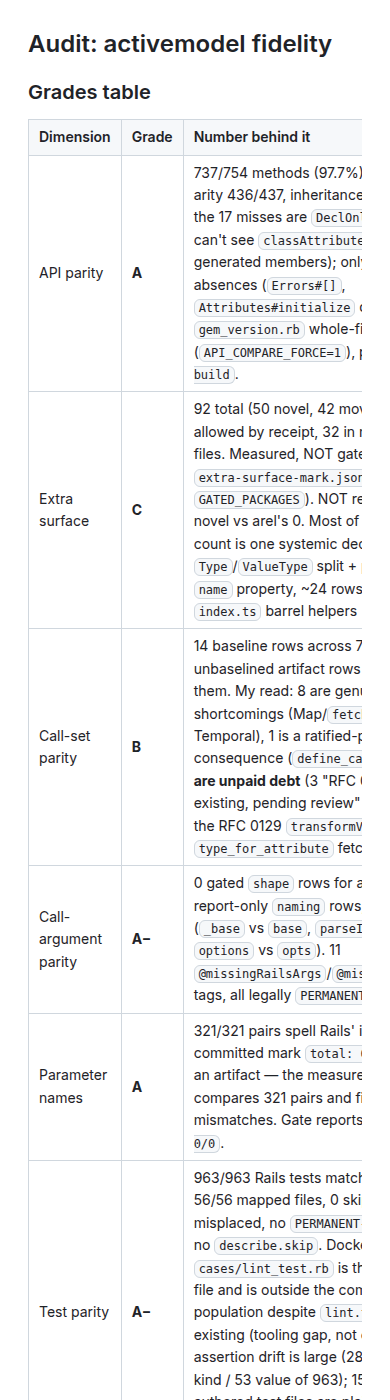 Audit: activemodel fidelity
Grades table
Dimension Grade Number behind it
API parity A
737/754 methods (97.7%)
arity 436/437, inheritance
the 17 misses are DeclOn
can't see classAttribute
generated members); only
absences (Errors#[],
Attributes#initialize
gem_version.rb whole-fi
(API_COMPARE_FORCE=1), p
build.
Extra
surface
C
92 total (50 novel, 42 mov
allowed by receipt, 32 in
files. Measured, NOT gate
extra-surface-mark.json
GATED_PACKAGES). NOT re
novel vs arel's 0. Most of
count is one systemic dec
Type/ValueType split +
name property, ~24 rows
index.ts barrel helpers
Call-set
parity
B
14 baseline rows across 7
unbaselined artifact rows
them. My read: 8 are genu
shortcomings (Map/fetc
Temporal), 1 is a ratified-p
consequence (define_ca
are unpaid debt (3 "RFC
existing, pending review"
the RFC 0129 transformV
type_for_attribute fetc
Call-
argument
parity
A−
0 gated shape rows for a
report-only naming rows
(_base vs base, parseI
options vs opts). 11
@missingRailsArgs/@mis
tags, all legally PERMANENT
Parameter
names
A
321/321 pairs spell Rails' i
committed mark total:
an artifact — the measure
compares 321 pairs and fi
mismatches. Gate reports
0/0.
Test parity A−
963/963 Rails tests match
56/56 mapped files, 0 ski
misplaced, no PERMANENT
no describe.skip. Docke
cases/lint_test.rb is th
file and is outside the com
population despite lint.
existing (tooling gap, not
assertion drift is large (28
kind / 53 value of 963); 15
authored test files are plac